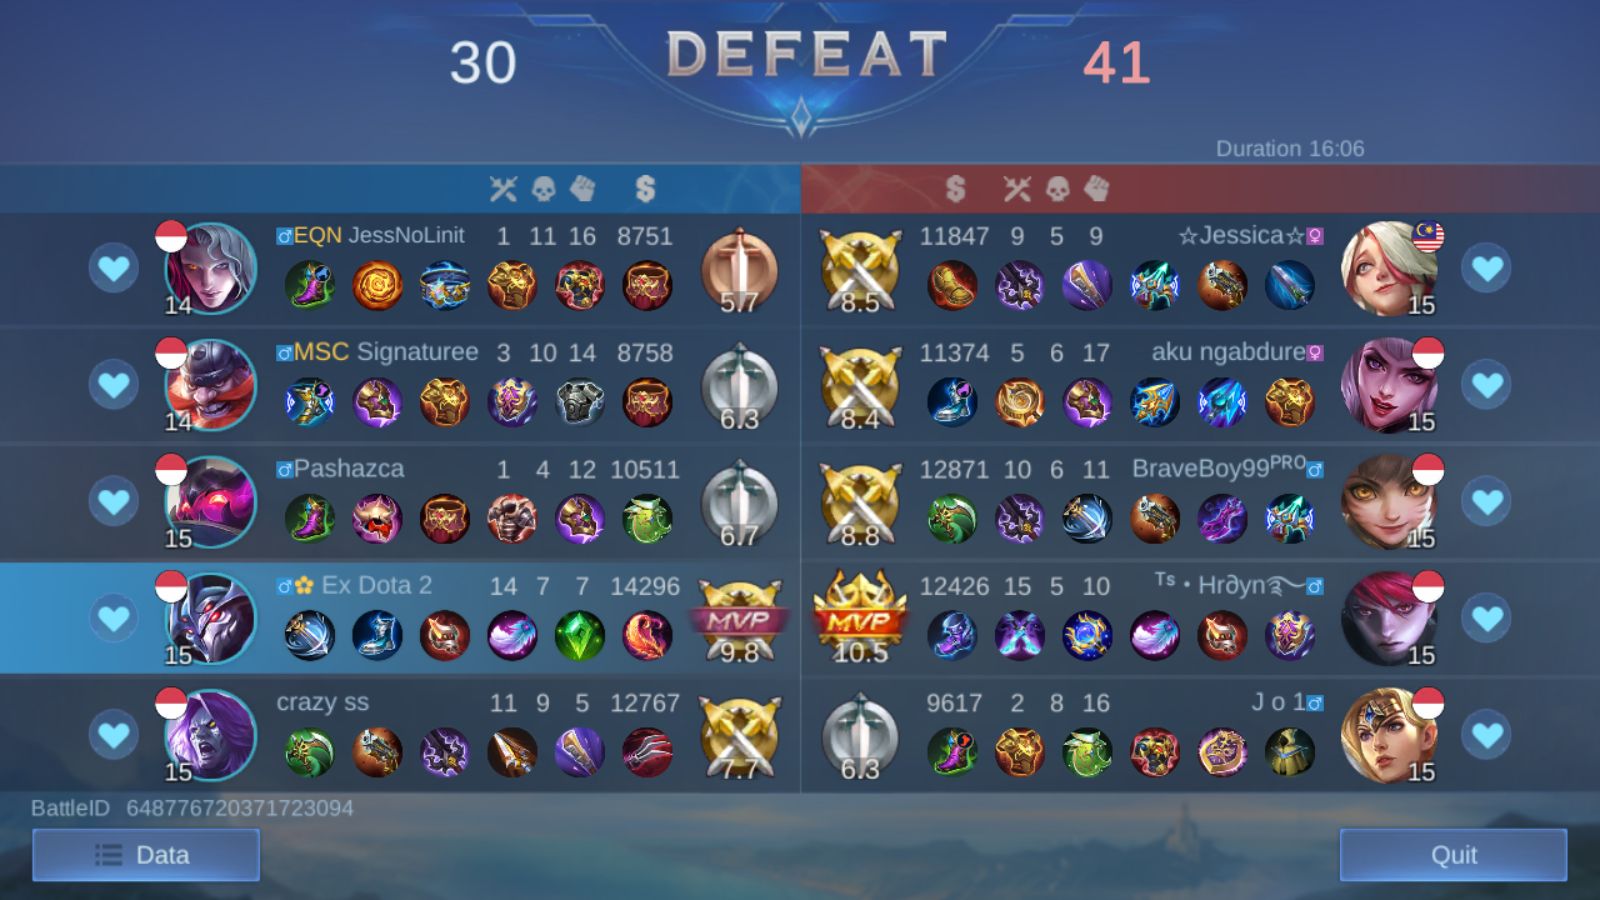 30 DEFEAT 41
Duration 16:06
EQN JessNoLinit 1 11 16 8751
14 5.7
11847 9 5 9 ☆Jessica☆
8.5 15
MSC Signaturee 3 10 14 8758
14 6.3
11374 5 6 17 aku ngabdure
8.4 15
Pashazca 1 4 12 10511
15 6.7
12871 10 6 11 BraveBoy99ᴾᴿᴼ
8.8 15
Ex Dota 2 14 7 7 14296
MVP
15 9.8
12426 15 5 10 ᵀˢ • Hr∂yn࿐
MVP
10.5 15
crazy ss 11 9 5 12767
15 7.7
9617 2 8 16 J o 1
6.3 15
BattleID 648776720371723094
Data
Quit